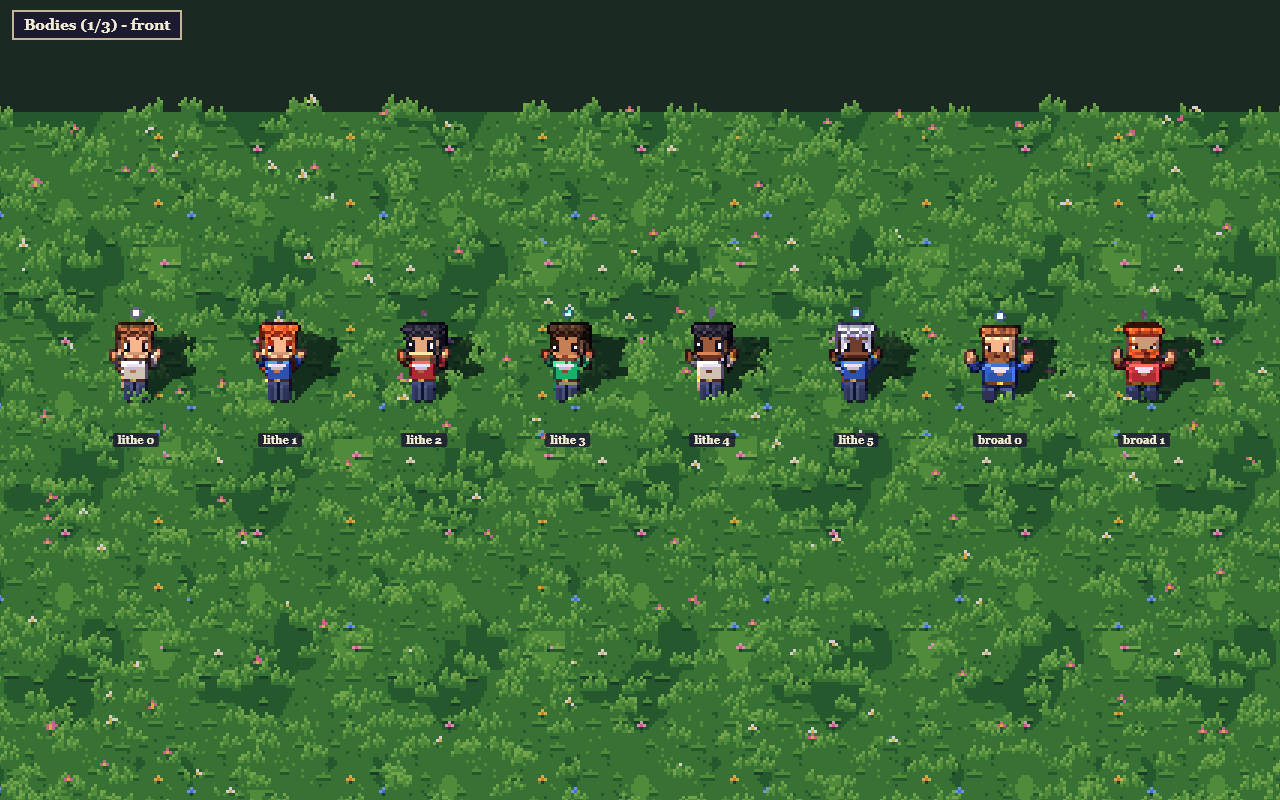 Bodies (1/3) - front
lithe 0
lithe 1
lithe 2
lithe 3
lithe 4
lithe 5
broad 0
broad 1